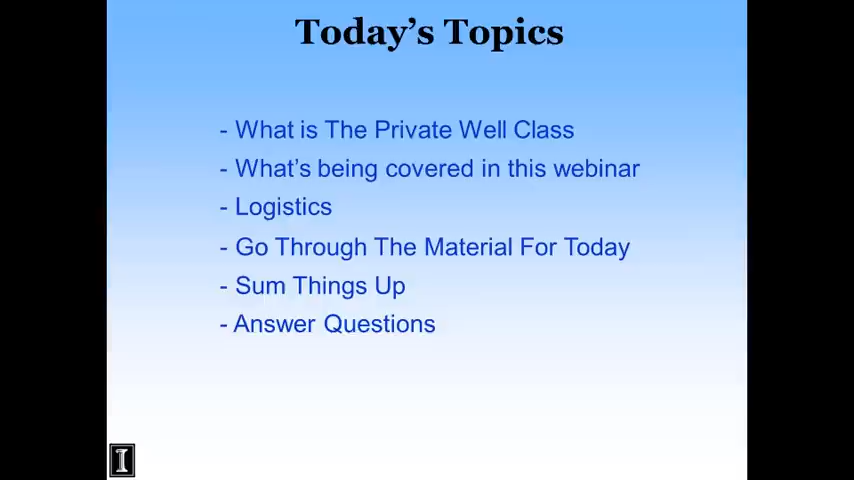 Today's Topics
- What is The Private Well Class
- What's being covered in this webinar
- Logistics
- Go Through The Material For Today
- Sum Things Up
- Answer Questions
I